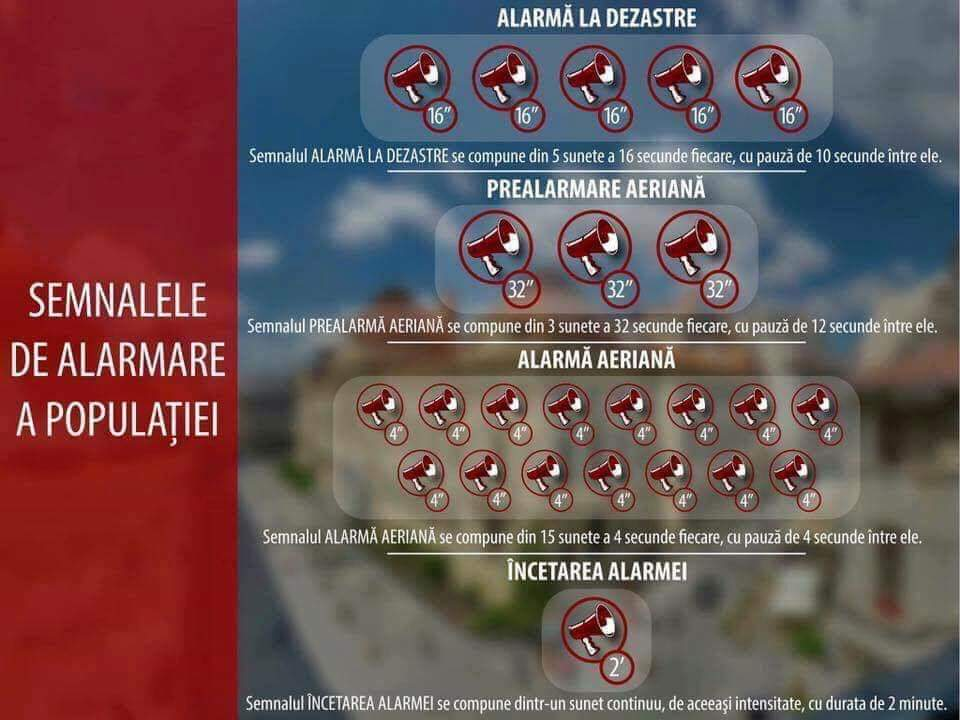 SEMNALELE
DE ALARMARE
A POPULAȚIEI
ALARMĂ LA DEZASTRE
16” 16” 16” 16” 16”
Semnalul ALARMĂ LA DEZASTRE se compune din 5 sunete a 16 secunde fiecare, cu pauză de 10 secunde între ele.
PREALARMARE AERIANĂ
32” 32” 32”
Semnalul PREALARMĂ AERIANĂ se compune din 3 sunete a 32 secunde fiecare, cu pauză de 12 secunde între ele.
ALARMĂ AERIANĂ
4” 4” 4” 4” 4” 4” 4” 4”
4” 4” 4” 4” 4” 4” 4”
Semnalul ALARMĂ AERIANĂ se compune din 15 sunete a 4 secunde fiecare, cu pauză de 4 secunde între ele.
ÎNCETAREA ALARMEI
2’
Semnalul ÎNCETAREA ALARMEI se compune dintr-un sunet continuu, de aceeaşi intensitate, cu durata de 2 minute.